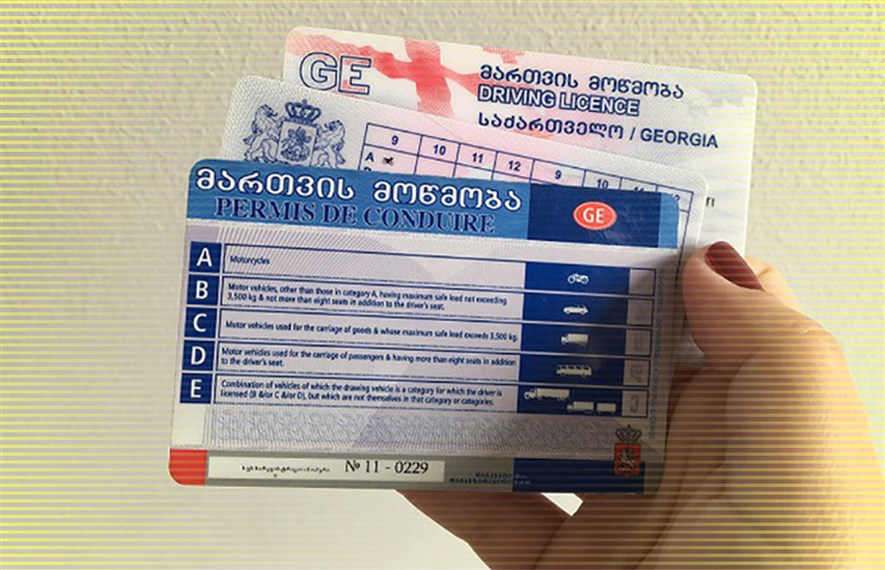 GE
მართვის მოწმობა
DRIVING LICENCE
საქართველო / GEORGIA
9 10 11 12 9 10 11
A
მართვის მოწმობა
PERMIS DE CONDUIRE
GE
A Motorcycles
B Motor vehicles, other than those in category A, having maximum safe load not exceeding
3,500 kg & not more than eight seats in addition to the driver's seat.
C Motor vehicles used for the carriage of goods & whose maximum safe load exceeds 3,500 kg.
D Motor vehicles used for the carriage of passengers & having more than eight seats in addition
to the driver's seat.
E Combination of vehicles of which the drawing vehicle is a category for which the driver is
licensed (B &/or C &/or D), but which are not themselves in that category or categories.
№ 11 - 0229